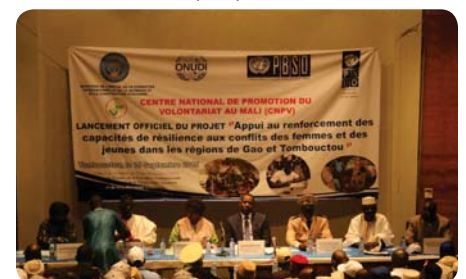 ONUDI
PBSO
CENTRE NATIONAL DE PROMOTION DU
VOLONTARIAT AU MALI (CNPV)
LANCEMENT OFFICIEL DU PROJET "Appui au renforcement des
capacités de résilience aux conflits des femmes et des
jeunes dans les régions de Gao et Tombouctou"